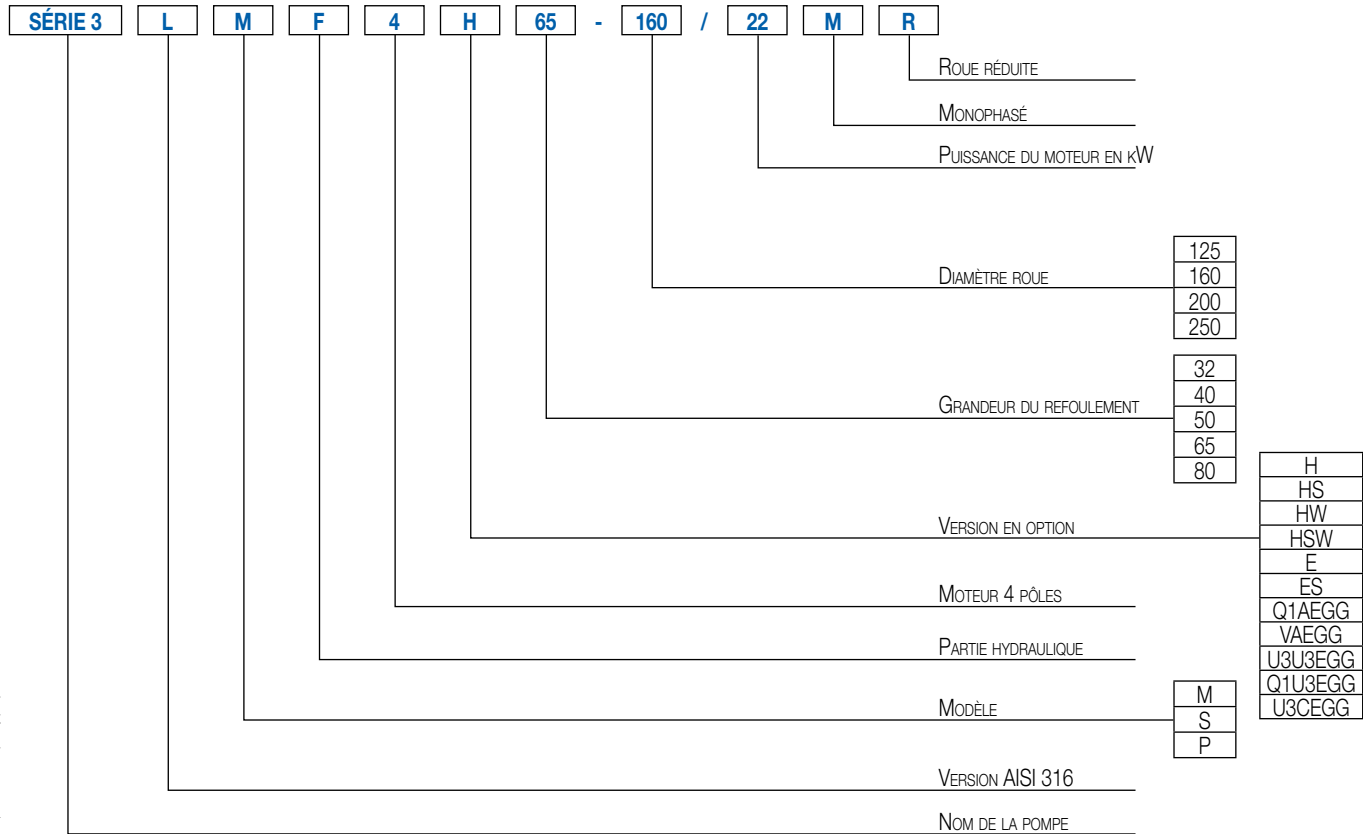 SÉRIE 3 L M F 4 H 65 - 160 / 22 M R
ROUE RÉDUITE
MONOPHASÉ
PUISSANCE DU MOTEUR EN KW
DIAMÈTRE ROUE
125
160
200
250
GRANDEUR DU REFOULEMENT
32
40
50
65
80
VERSION EN OPTION
H
HS
HW
HSW
E
ES
Q1AEGG
VAEGG
U3U3EGG
Q1U3EGG
U3CEGG
MOTEUR 4 PÔLES
PARTIE HYDRAULIQUE
MODÈLE
M
S
P
VERSION AISI 316
NOM DE LA POMPE